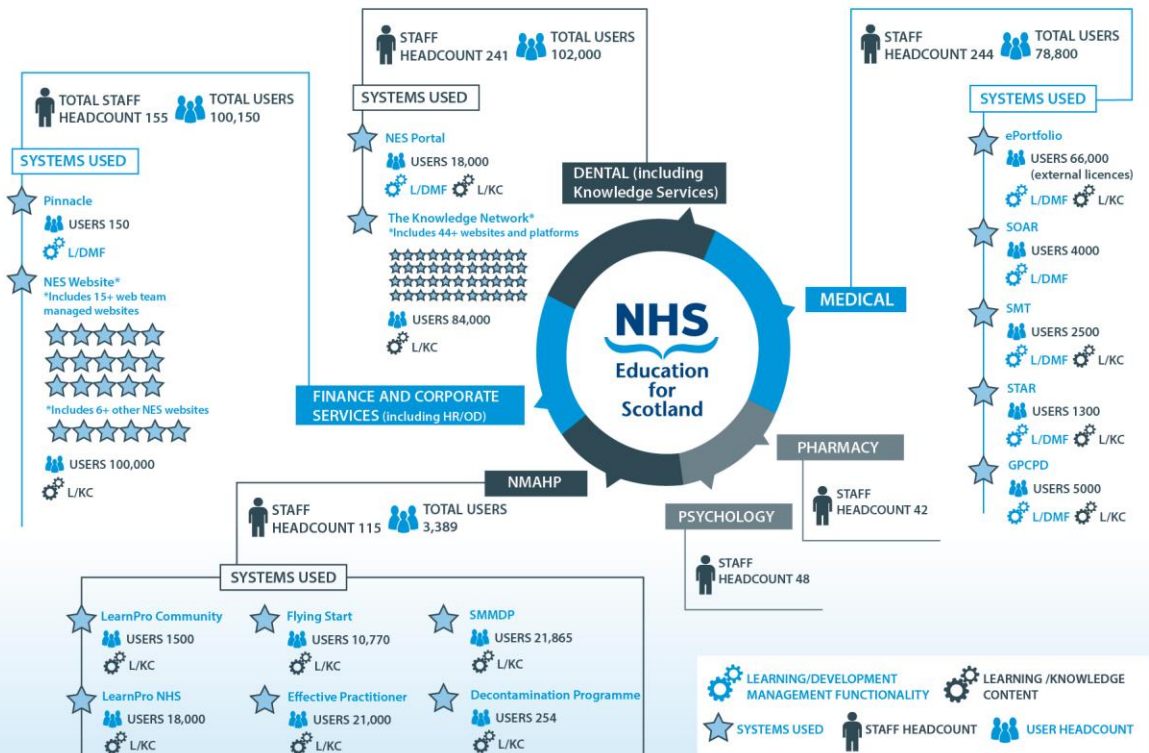 STAFF
HEADCOUNT 241
TOTAL USERS
102,000
STAFF
HEADCOUNT 244
TOTAL USERS
78,800
TOTAL STAFF
HEADCOUNT 155
TOTAL USERS
100,150
SYSTEMS USED
Pinnacle
USERS 150
L/DMF
NES Website*
*Includes 15+ web team
managed websites
*Includes 6+ other NES websites
USERS 100,000
L/KC
SYSTEMS USED
NES Portal
USERS 18,000
L/DMF L/KC
The Knowledge Network*
*Includes 44+ websites and platforms
USERS 84,000
L/KC
DENTAL (including
Knowledge Services)
MEDICAL
FINANCE AND CORPORATE
SERVICES (including HR/OD)
NHS
Education
for
Scotland
SYSTEMS USED
ePortfolio
USERS 66,000
(external licences)
L/DMF L/KC
SOAR
USERS 4000
L/DMF
SMT
USERS 2500
L/DMF L/KC
STAR
USERS 1300
L/DMF L/KC
GPCPD
USERS 5000
L/DMF L/KC
PHARMACY
STAFF
HEADCOUNT 42
PSYCHOLOGY
STAFF
HEADCOUNT 48
NMAHP
STAFF
HEADCOUNT 115
TOTAL USERS
3,389
SYSTEMS USED
LearnPro Community
USERS 1500
L/KC
Flying Start
USERS 10,770
L/KC
SMMDP
USERS 21,865
L/KC
LearnPro NHS
USERS 18,000
L/KC
Effective Practitioner
USERS 21,000
L/KC
Decontamination Programme
USERS 254
L/KC
LEARNING/DEVELOPMENT
MANAGEMENT FUNCTIONALITY
LEARNING /KNOWLEDGE
CONTENT
SYSTEMS USED
STAFF HEADCOUNT
USER HEADCOUNT